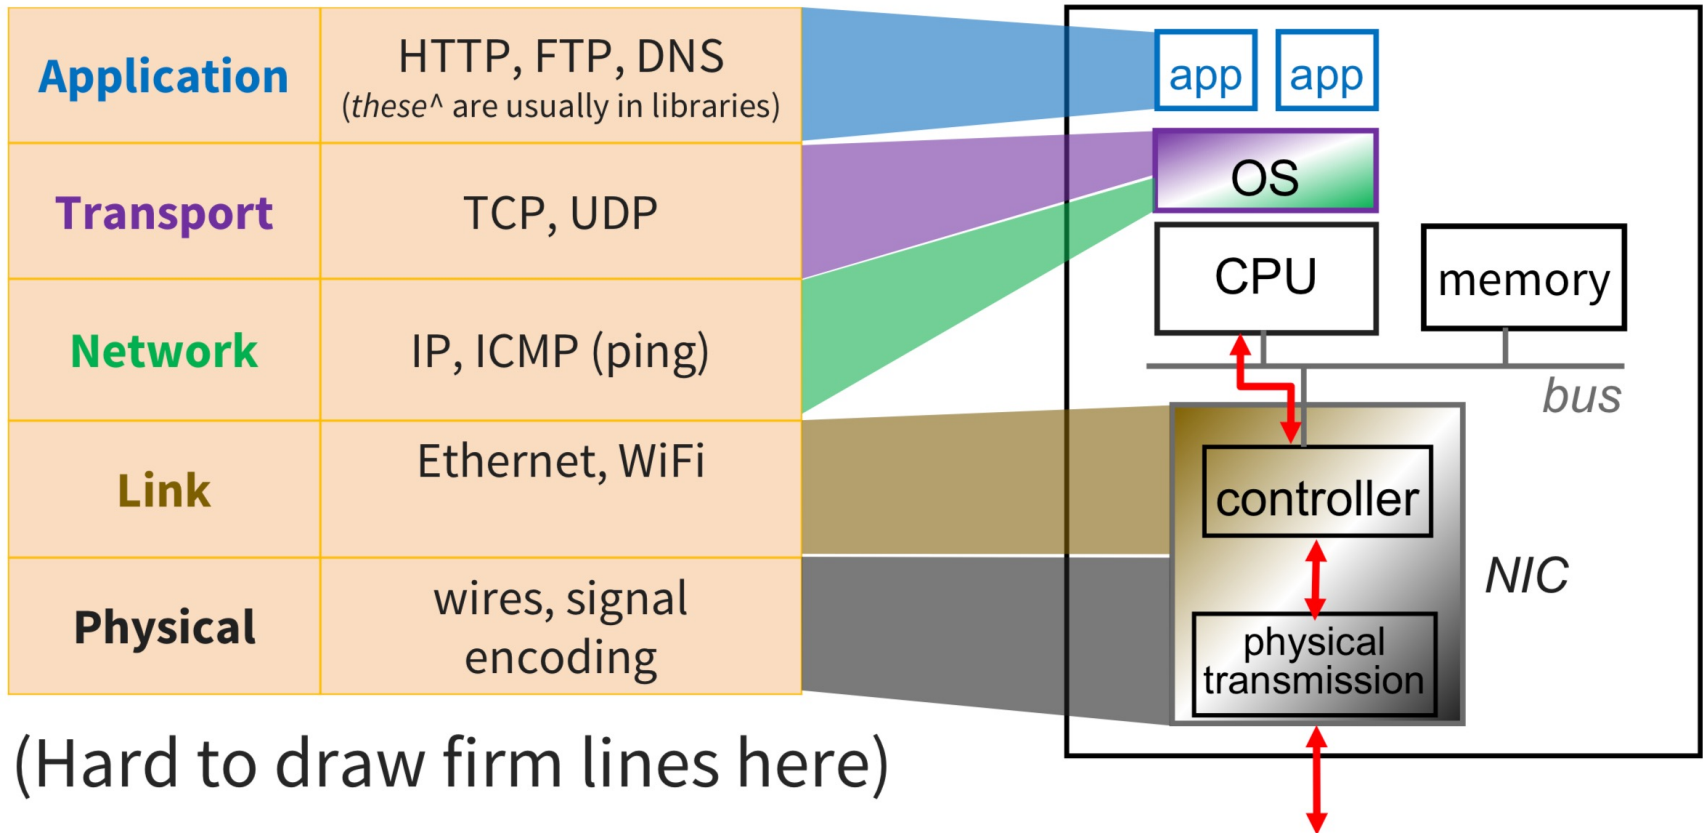 Application
HTTP, FTP, DNS
(these^ are usually in libraries)
Transport
TCP, UDP
Network
IP, ICMP (ping)
Link
Ethernet, WiFi
Physical
wires, signal
encoding
(Hard to draw firm lines here)
app
app
OS
CPU
memory
bus
controller
NIC
physical
transmission